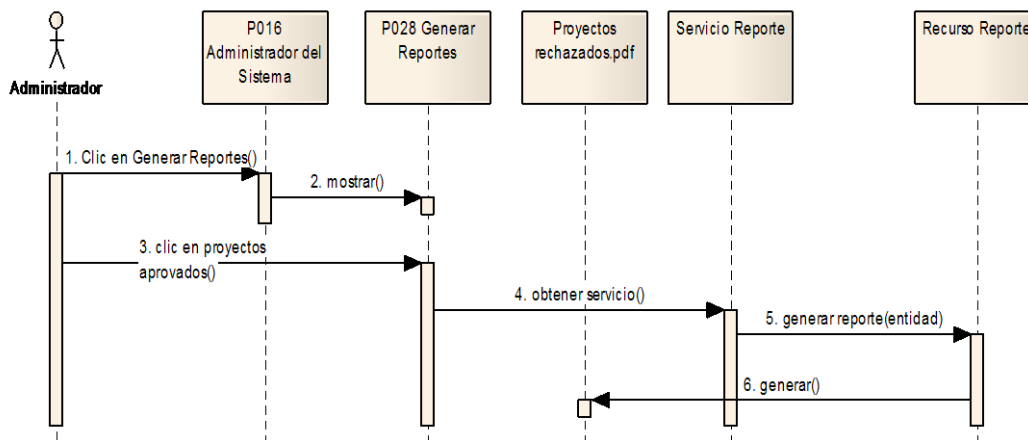 Administrador
P016
Administrador del
Sistema
P028 Generar
Reportes
Proyectos
rechazados.pdf
Servicio Reporte
Recurso Reporte
1. Clic en Generar Reportes()
2. mostrar()
3. clic en proyectos
aprovados()
4. obtener servicio()
5. generar reporte(entidad)
6. generar()